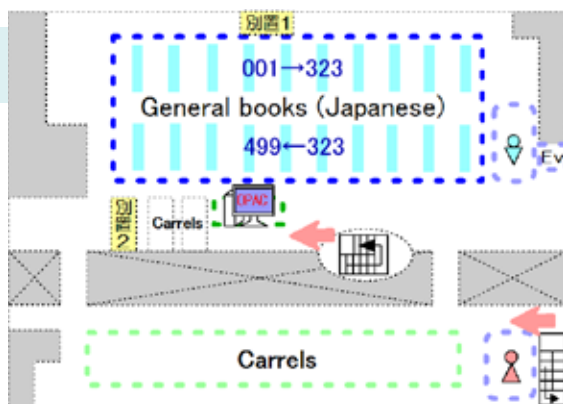 別置1
001→323
General books (Japanese)
499←323
Ev
OPAC
別置2
Carrels
Carrels